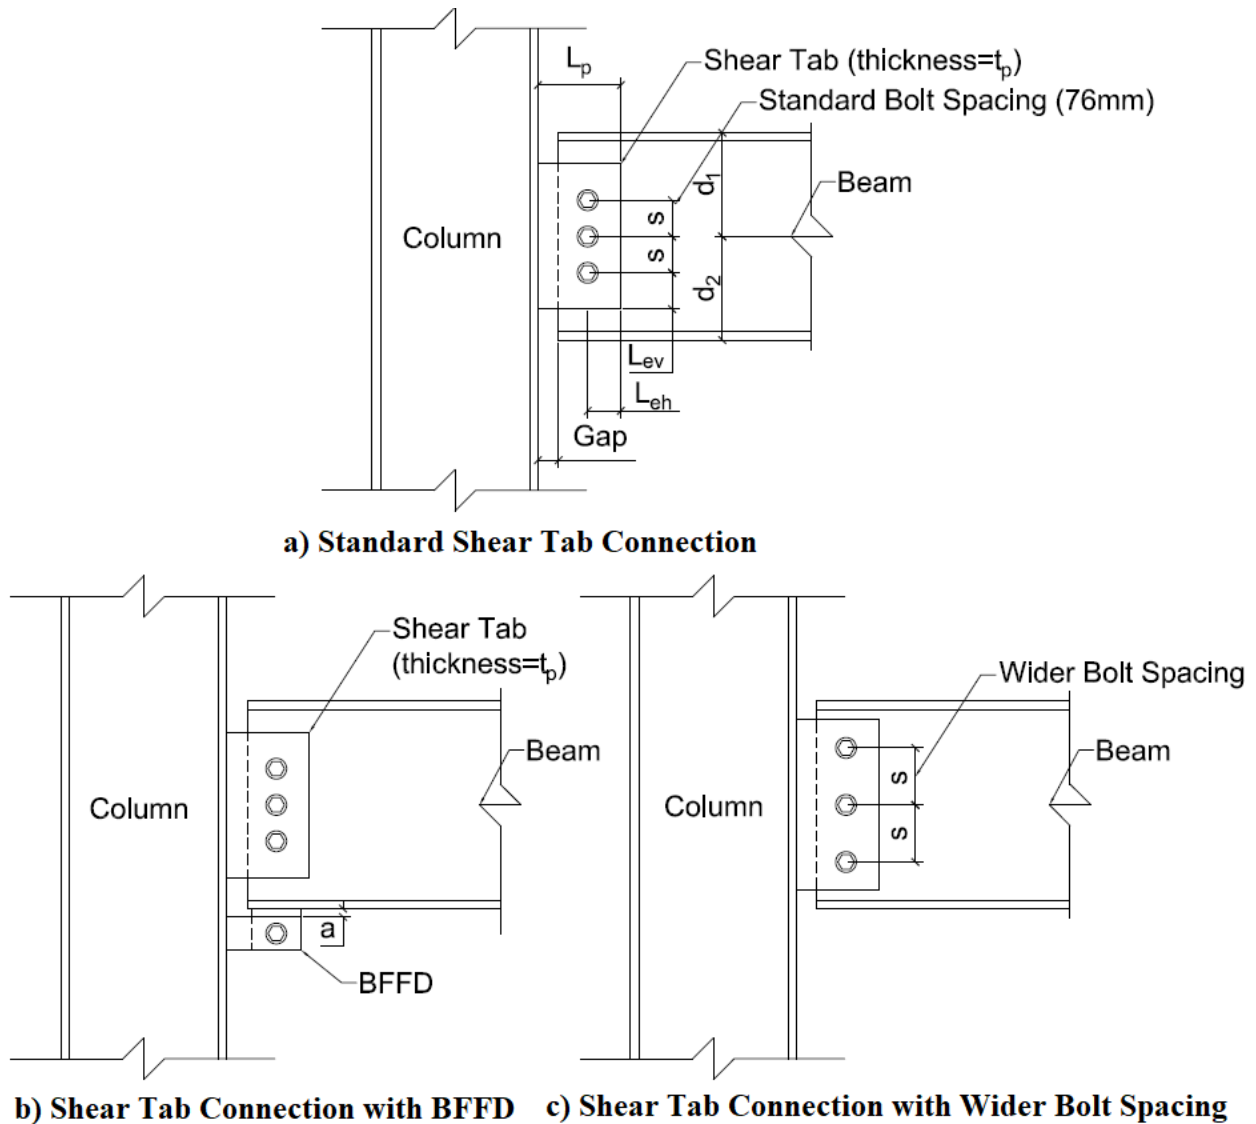 Lₚ
Shear Tab (thickness=tₚ)
Standard Bolt Spacing (76mm)
d₁
Beam
s
Column
s
d₂
Lₑᵥ
Lₑₕ
Gap
a) Standard Shear Tab Connection
Shear Tab
(thickness=tₚ)
Beam
Column
a
BFFD
b) Shear Tab Connection with BFFD
Wider Bolt Spacing
Beam
s
Column
s
c) Shear Tab Connection with Wider Bolt Spacing